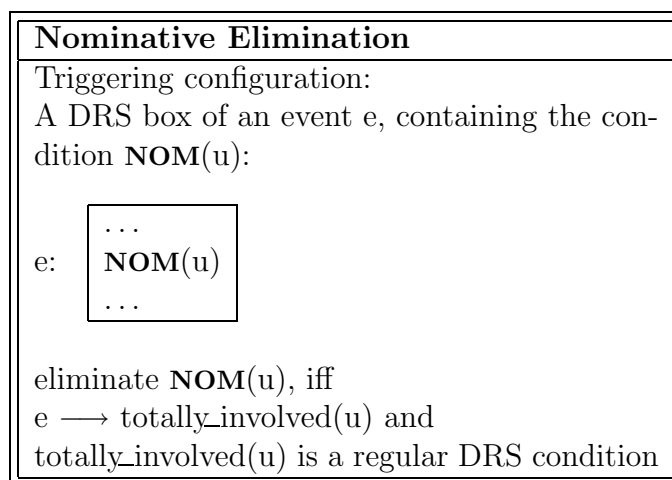 Nominative Elimination
Triggering configuration:
A DRS box of an event e, containing the con-
dition NOM(u):
...
e: NOM(u)
...
eliminate NOM(u), iff
e ⟶ totally_involved(u) and
totally_involved(u) is a regular DRS condition